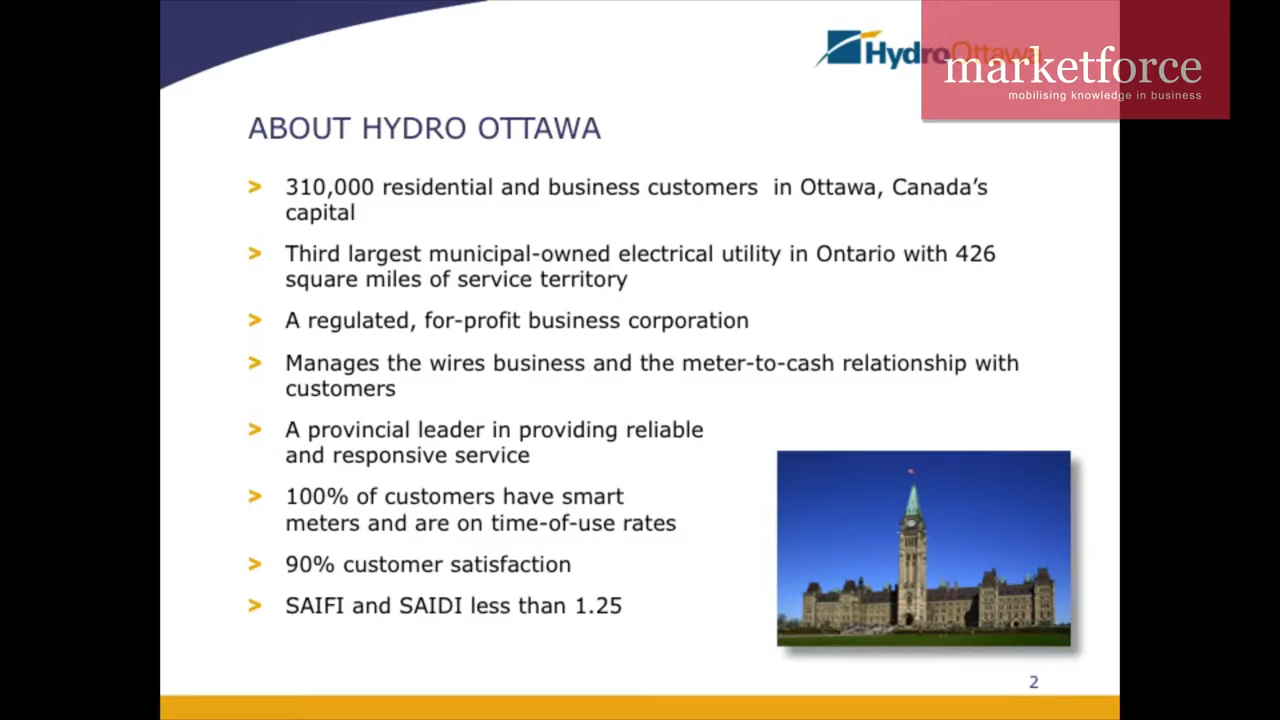 HydroOttawa
marketforce
mobilising knowledge in business
ABOUT HYDRO OTTAWA
> 310,000 residential and business customers in Ottawa, Canada's
capital
> Third largest municipal-owned electrical utility in Ontario with 426
square miles of service territory
> A regulated, for-profit business corporation
> Manages the wires business and the meter-to-cash relationship with
customers
> A provincial leader in providing reliable
and responsive service
> 100% of customers have smart
meters and are on time-of-use rates
> 90% customer satisfaction
> SAIFI and SAIDI less than 1.25
2